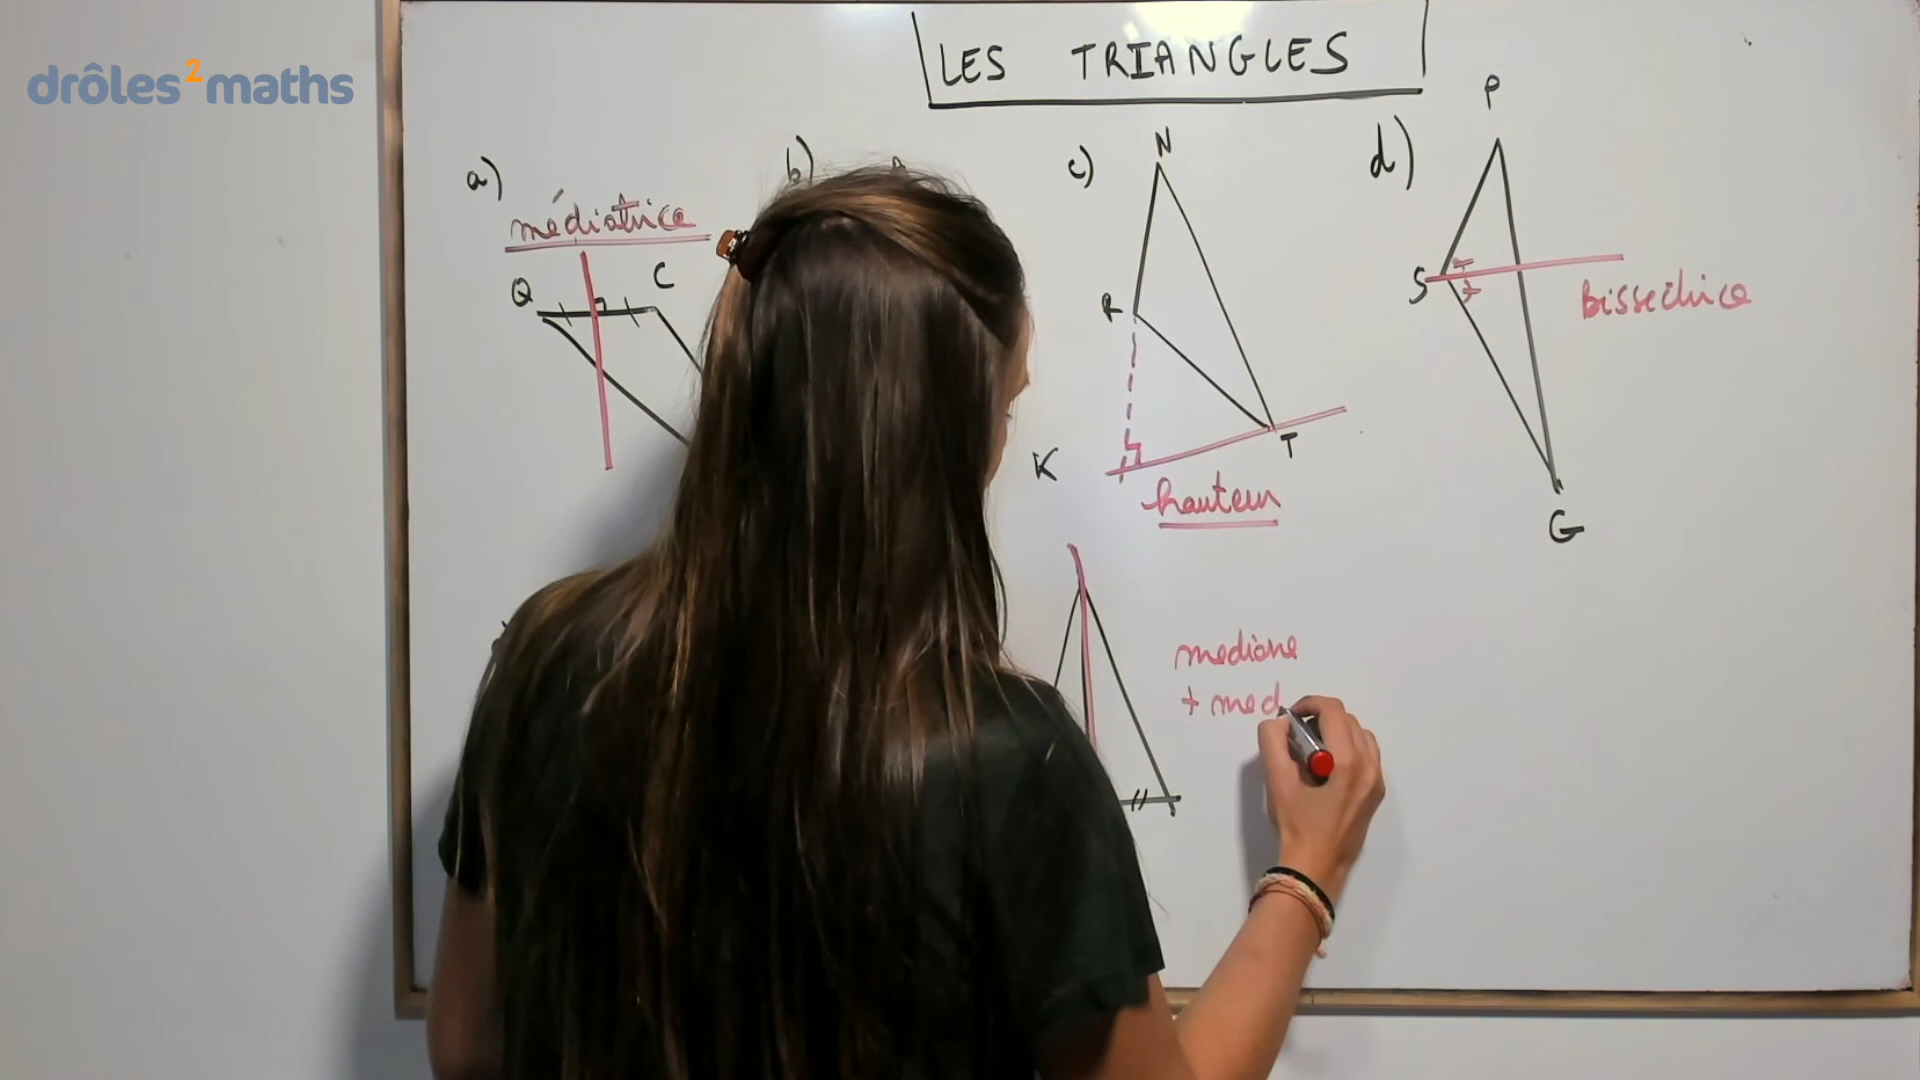 drôles²maths
LES TRIANGLES
a)
médiatrice
Q
C
b)
c)
N
R
T
K
hauteur
d)
P
S
Bissectrice
G
mediane
+ med